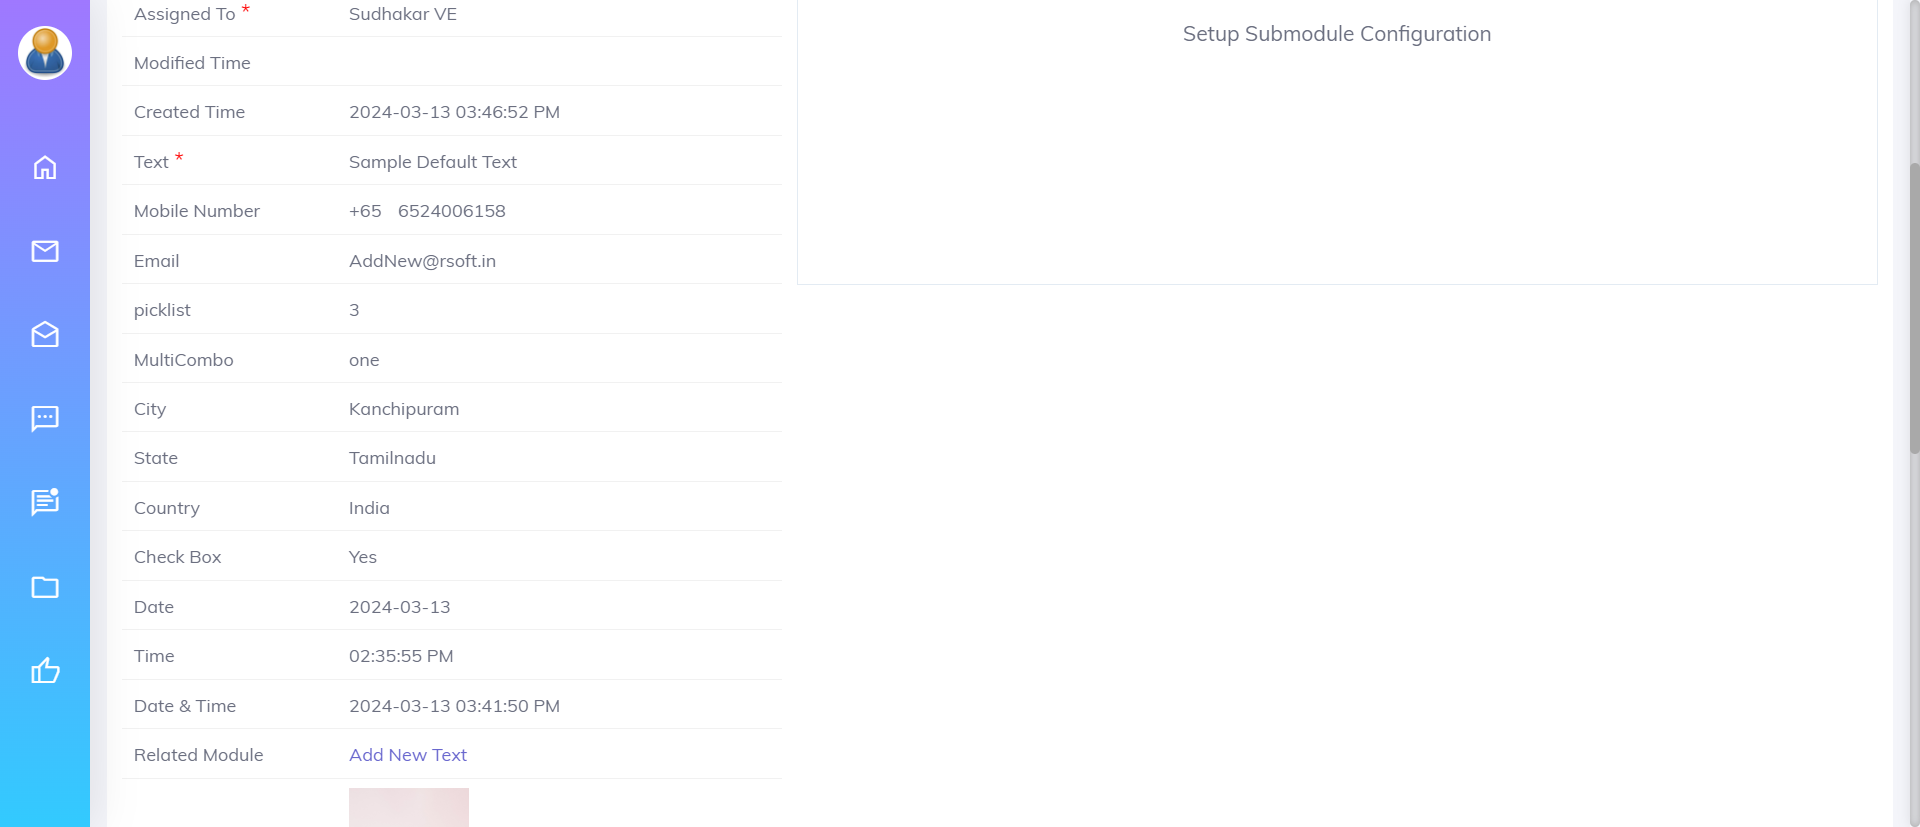 Assigned To * Sudhakar VE
Modified Time
Created Time 2024-03-13 03:46:52 PM
Text * Sample Default Text
Mobile Number +65 6524006158
Email AddNew@rsoft.in
picklist 3
MultiCombo one
City Kanchipuram
State Tamilnadu
Country India
Check Box Yes
Date 2024-03-13
Time 02:35:55 PM
Date & Time 2024-03-13 03:41:50 PM
Related Module Add New Text
Setup Submodule Configuration